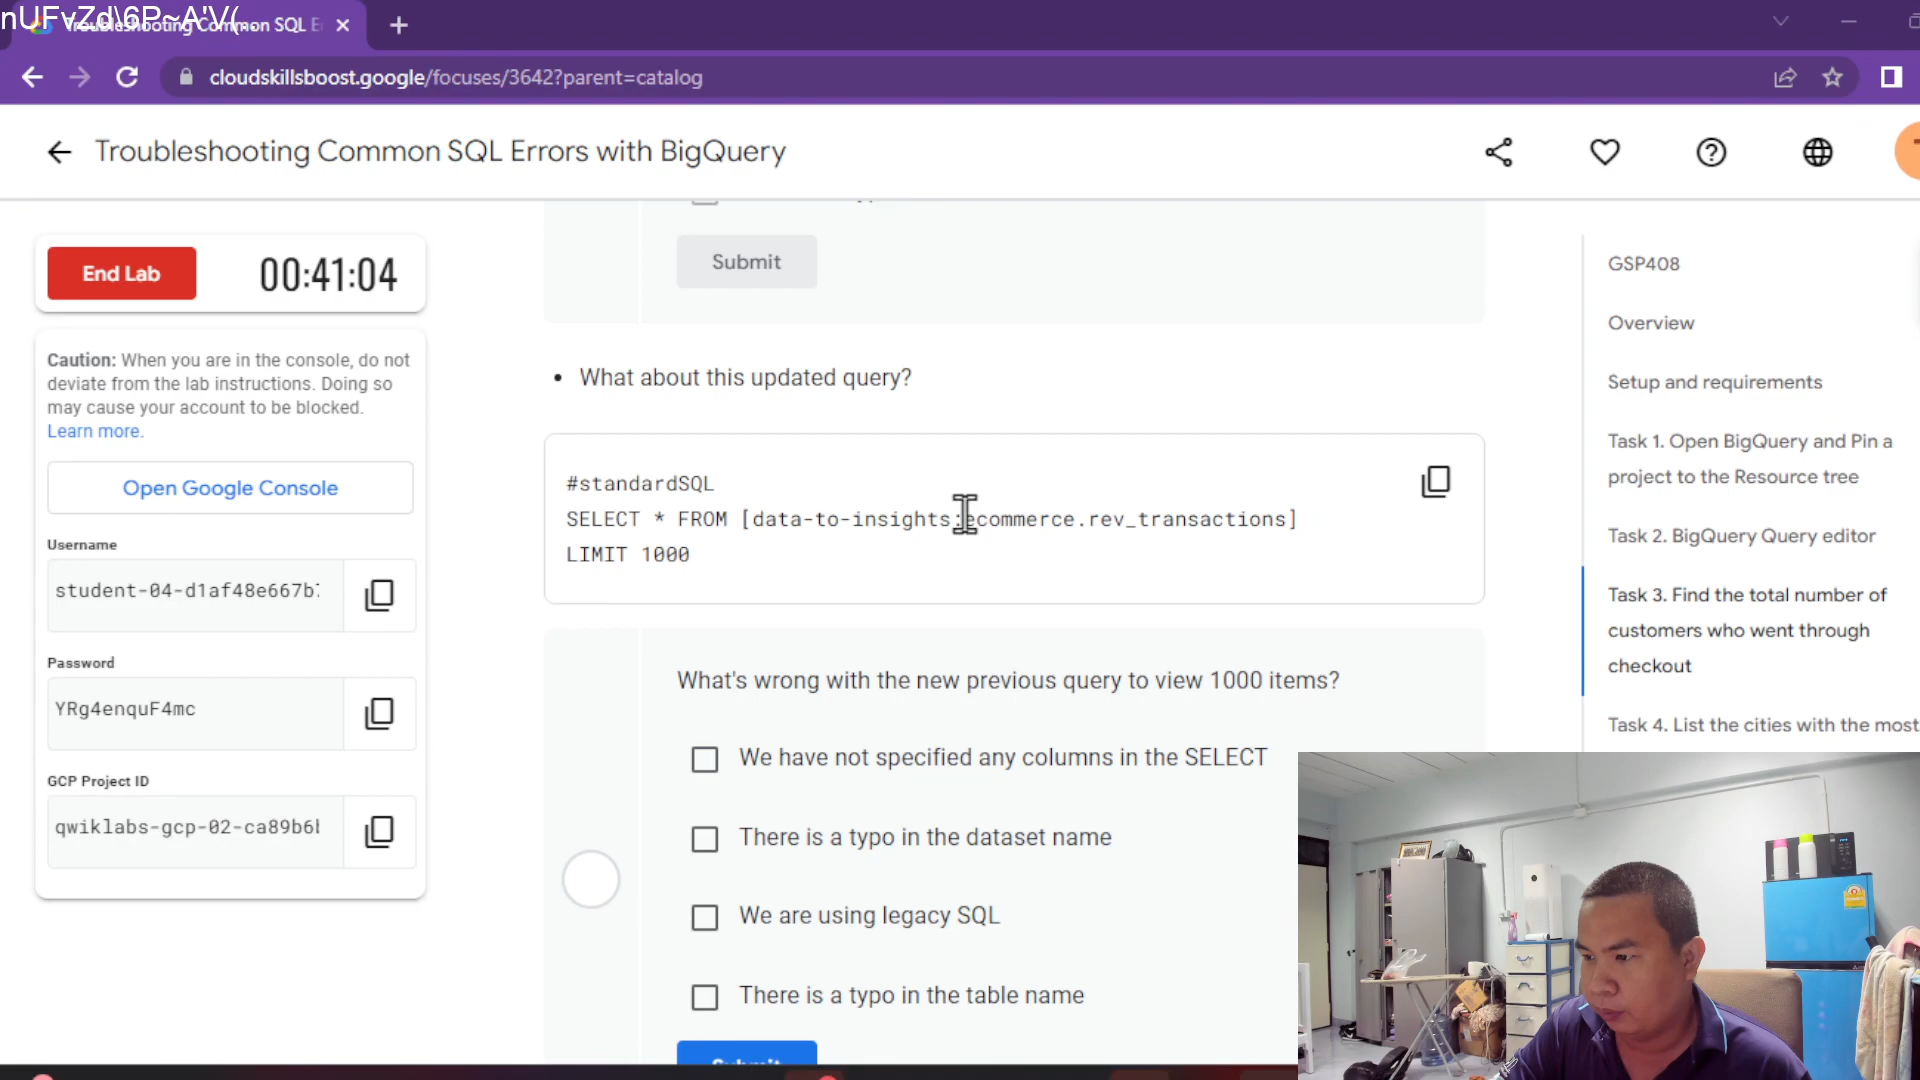 nUFvZd\6P~A'V(..
Troubleshooting Common SQL E
cloudskillsboost.google/focuses/3642?parent=catalog
Troubleshooting Common SQL Errors with BigQuery
End Lab
00:41:04
Caution: When you are in the console, do not
deviate from the lab instructions. Doing so
may cause your account to be blocked.
Learn more.
Open Google Console
Username
student-04-d1af48e667b
Password
YRg4enquF4mc
GCP Project ID
qwiklabs-gcp-02-ca89b6
Submit
• What about this updated query?
#standardSQL
SELECT * FROM [data-to-insights:ecommerce.rev_transactions]
LIMIT 1000
What's wrong with the new previous query to view 1000 items?
We have not specified any columns in the SELECT
There is a typo in the dataset name
We are using legacy SQL
There is a typo in the table name
Submit
GSP408
Overview
Setup and requirements
Task 1. Open BigQuery and Pin a
project to the Resource tree
Task 2. BigQuery Query editor
Task 3. Find the total number of
customers who went through
checkout
Task 4. List the cities with the most